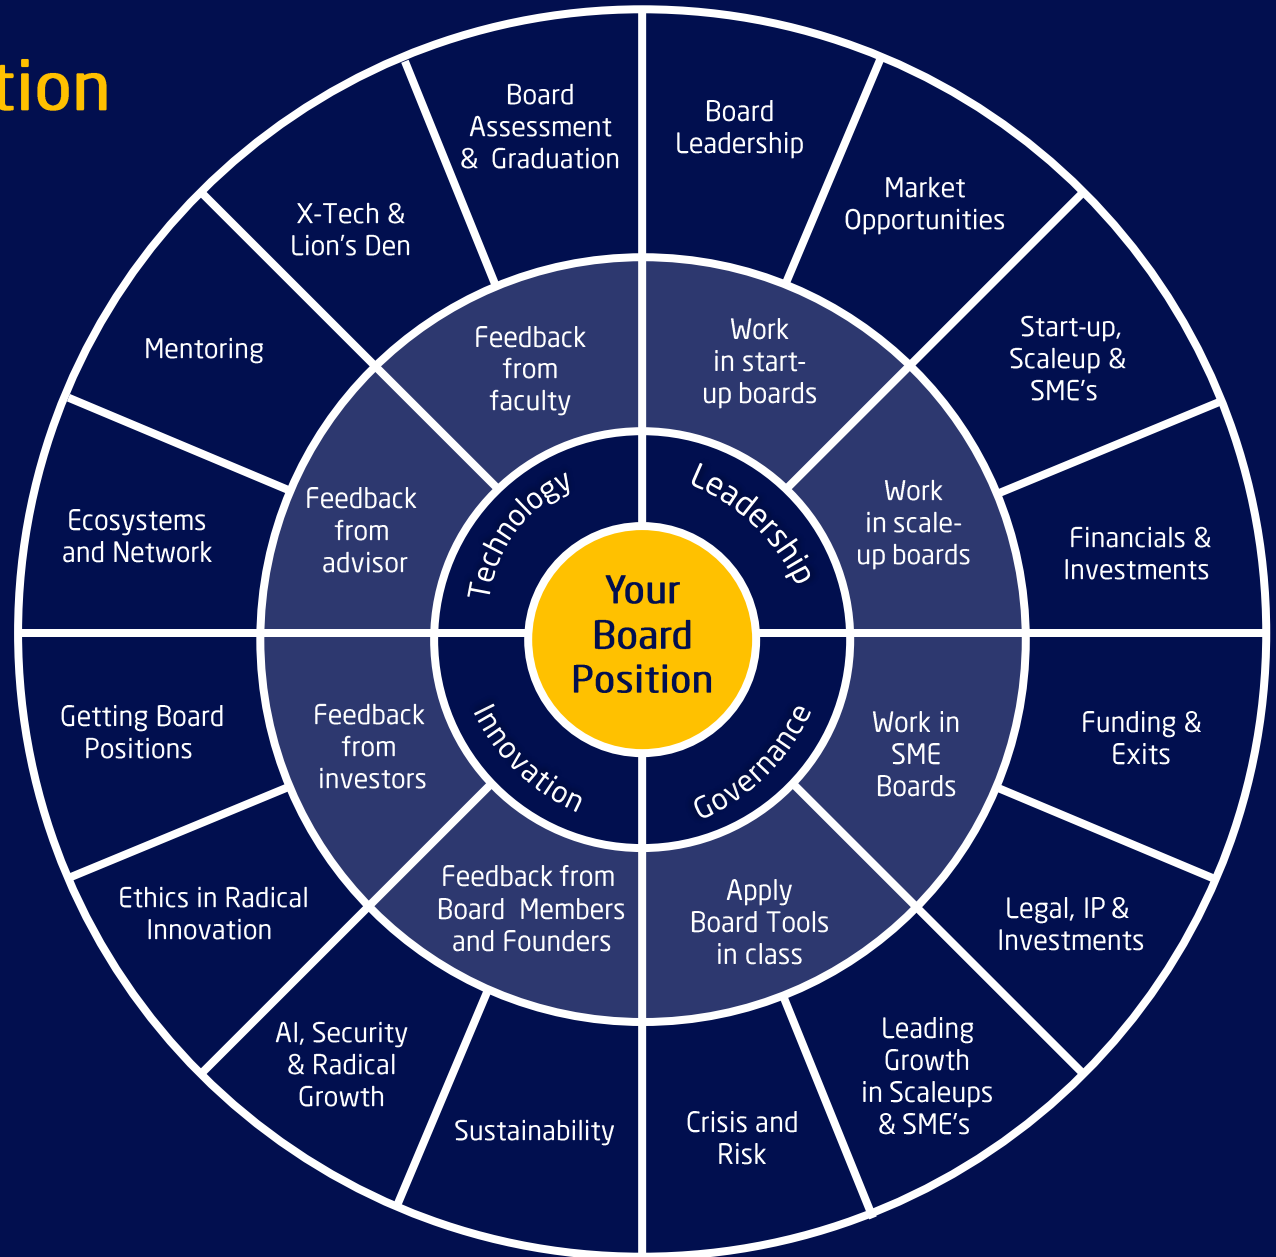 tion
Board
Assessment
& Graduation
Board
Leadership
Market
Opportunities
Start-up,
Scaleup &
SME's
Financials &
Investments
Funding &
Exits
Legal, IP &
Investments
Leading
Growth
in Scaleups
& SME's
Crisis and
Risk
Sustainability
AI, Security
& Radical
Growth
Ethics in Radical
Innovation
Getting Board
Positions
Ecosystems
and Network
Mentoring
X-Tech &
Lion's Den
Feedback
from
faculty
Work
in start-
up boards
Work
in scale-
up boards
Work in
SME
Boards
Apply
Board Tools
in class
Feedback from
Board Members
and Founders
Feedback
from
investors
Feedback
from
advisor
Technology
Leadership
Governance
Innovation
Your
Board
Position